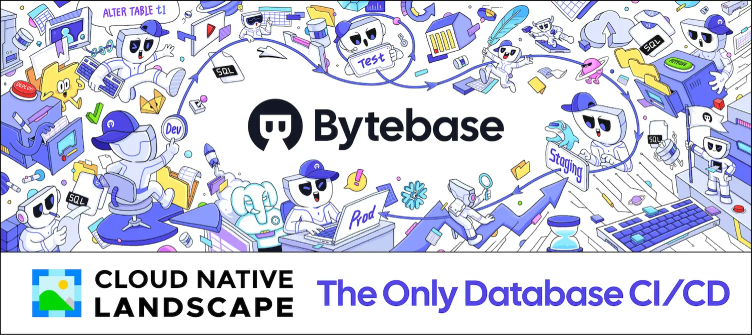 ALTER TABLE t1
SQL
Test
SQL
Dev
Bytebase
SQL
Staging
SQL
Prod
CLOUD NATIVE
LANDSCAPE
The Only Database CI/CD